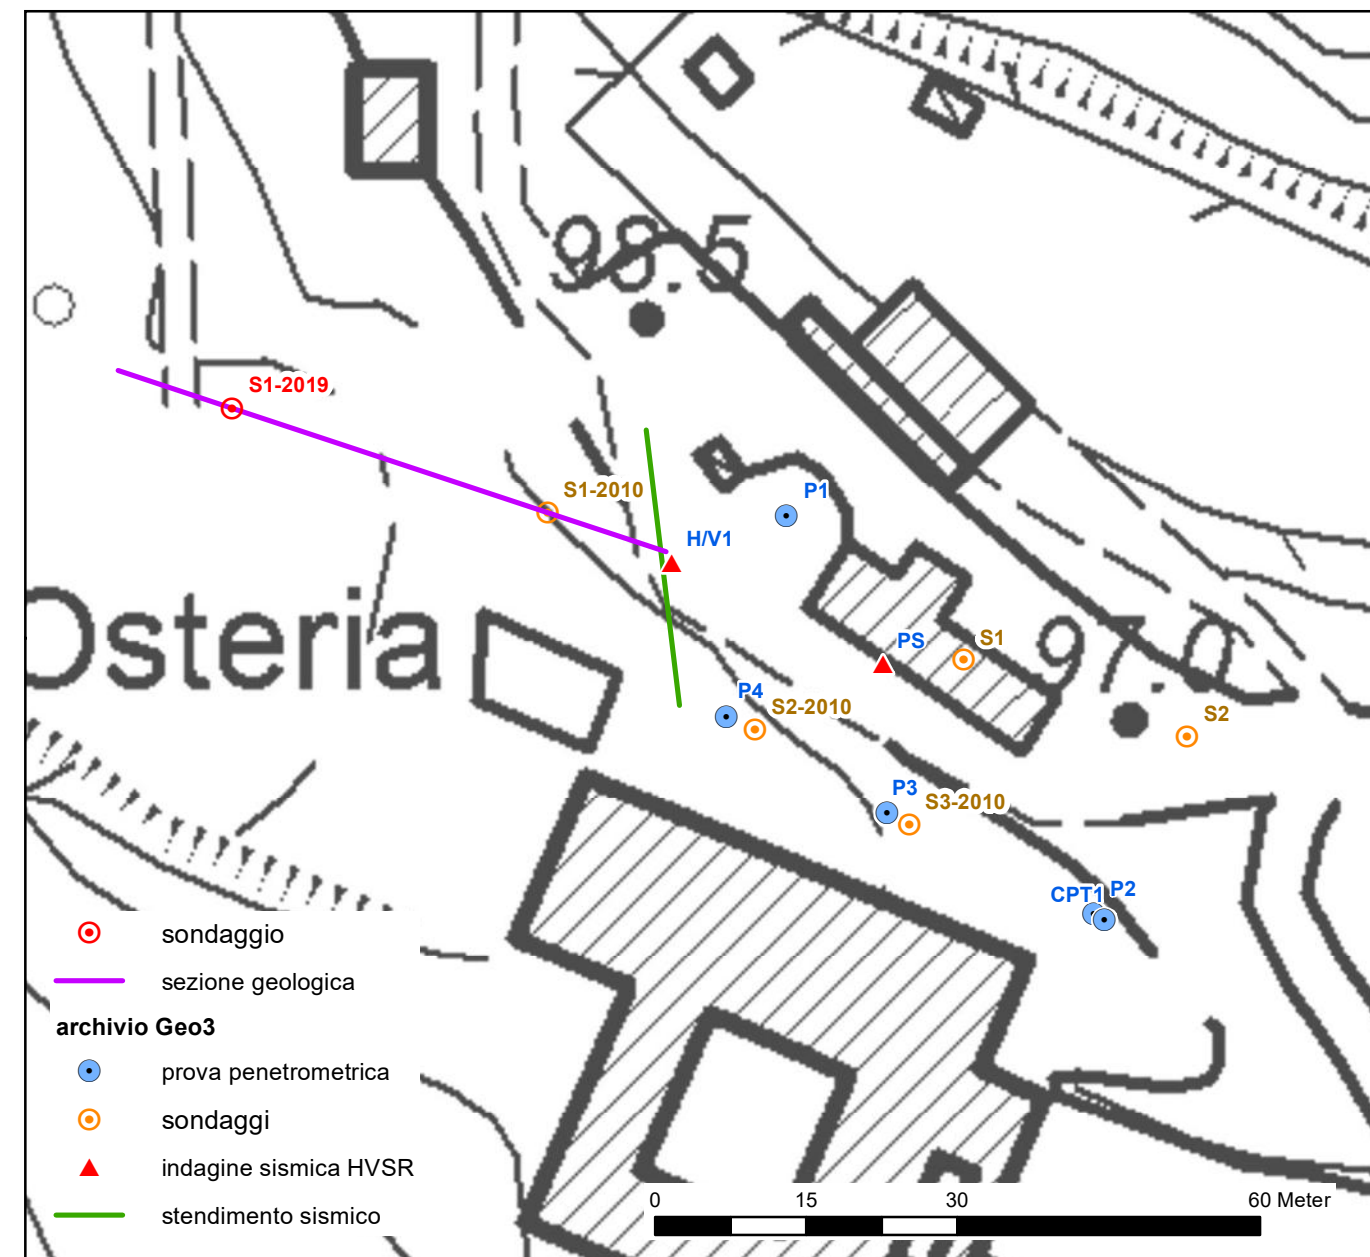 98.5
S1-2019
S1-2010
P1
H/V1
Osteria
PS
S1
97.0
P4
S2-2010
S2
P3
S3-2010
CPT1
P2
sondaggio
sezione geologica
archivio Geo3
prova penetrometrica
sondaggi
indagine sismica HVSR
stendimento sismico
0 15 30 60 Meter